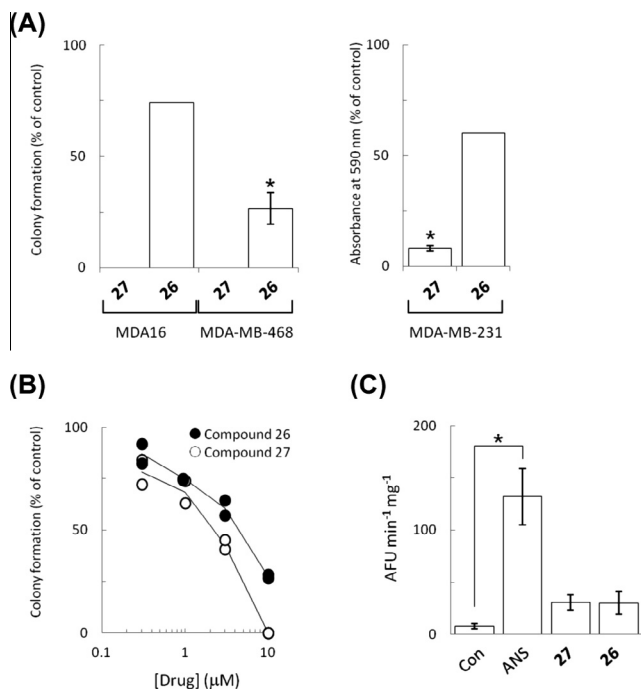 (A)
Colony formation (% of control)
100
50
0
*
27
26
27
26
MDA16
MDA-MB-468
Absorbance at 590 nm (% of control)
100
50
0
*
27
26
MDA-MB-231
(B)
Colony formation (% of control)
100
50
0
Compound 26
Compound 27
0.1
1
10
[Drug] (μM)
(C)
AFU min⁻¹ mg⁻¹
200
100
0
*
Con
ANS
27
26